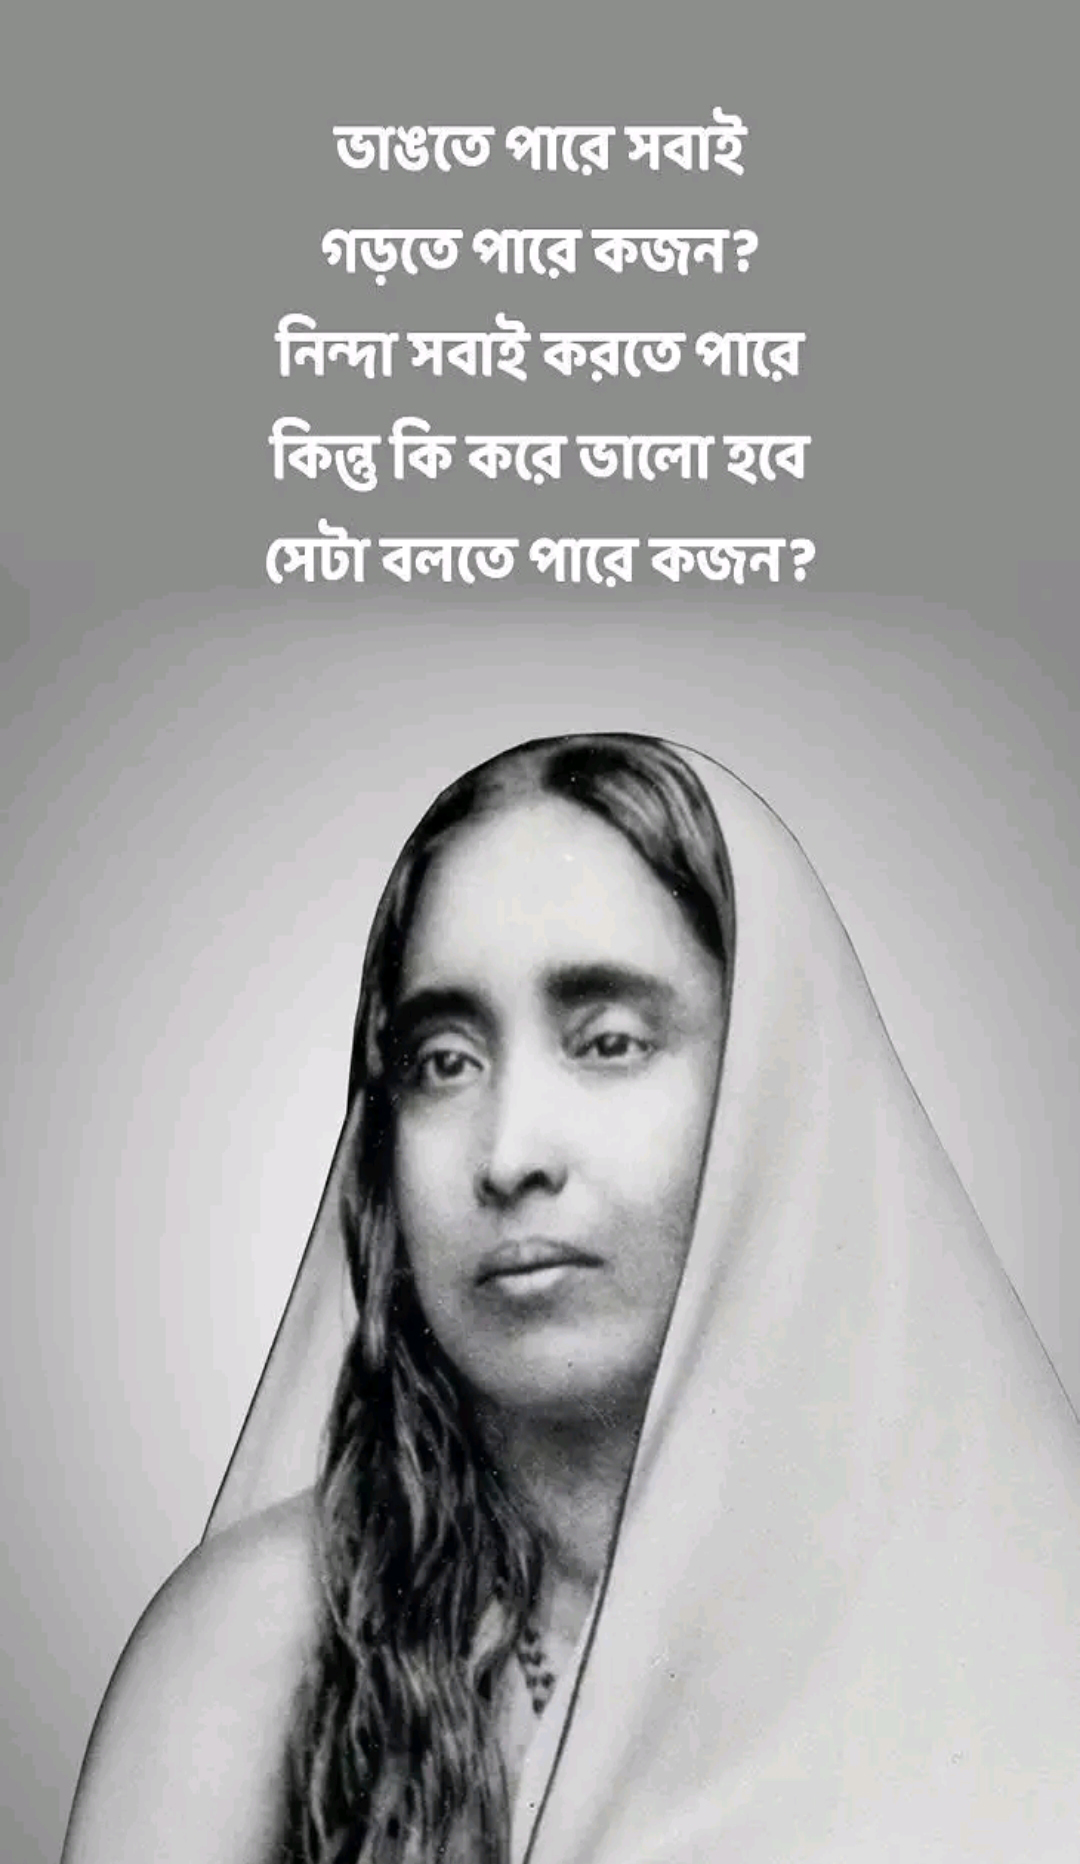 ভাঙতে পারে সবাই
গড়তে পারে কজন?
নিন্দা সবাই করতে পারে
কিন্তু কি করে ভালো হবে
সেটা বলতে পারে কজন?